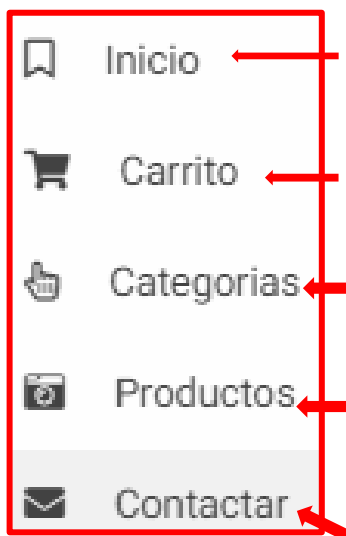 Inicio
Carrito
Categorias
Productos
Contactar